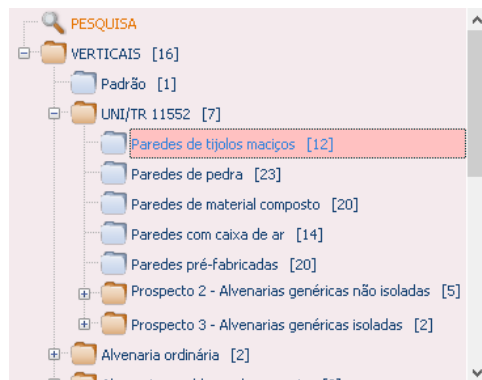 PESQUISA
VERTICAIS [16]
Padrão [1]
UNI/TR 11552 [7]
Paredes de tijolos maciços [12]
Paredes de pedra [23]
Paredes de material composto [20]
Paredes com caixa de ar [14]
Paredes pré-fabricadas [20]
Prospecto 2 - Alvenarias genéricas não isoladas [5]
Prospecto 3 - Alvenarias genéricas isoladas [2]
Alvenaria ordinária [2]